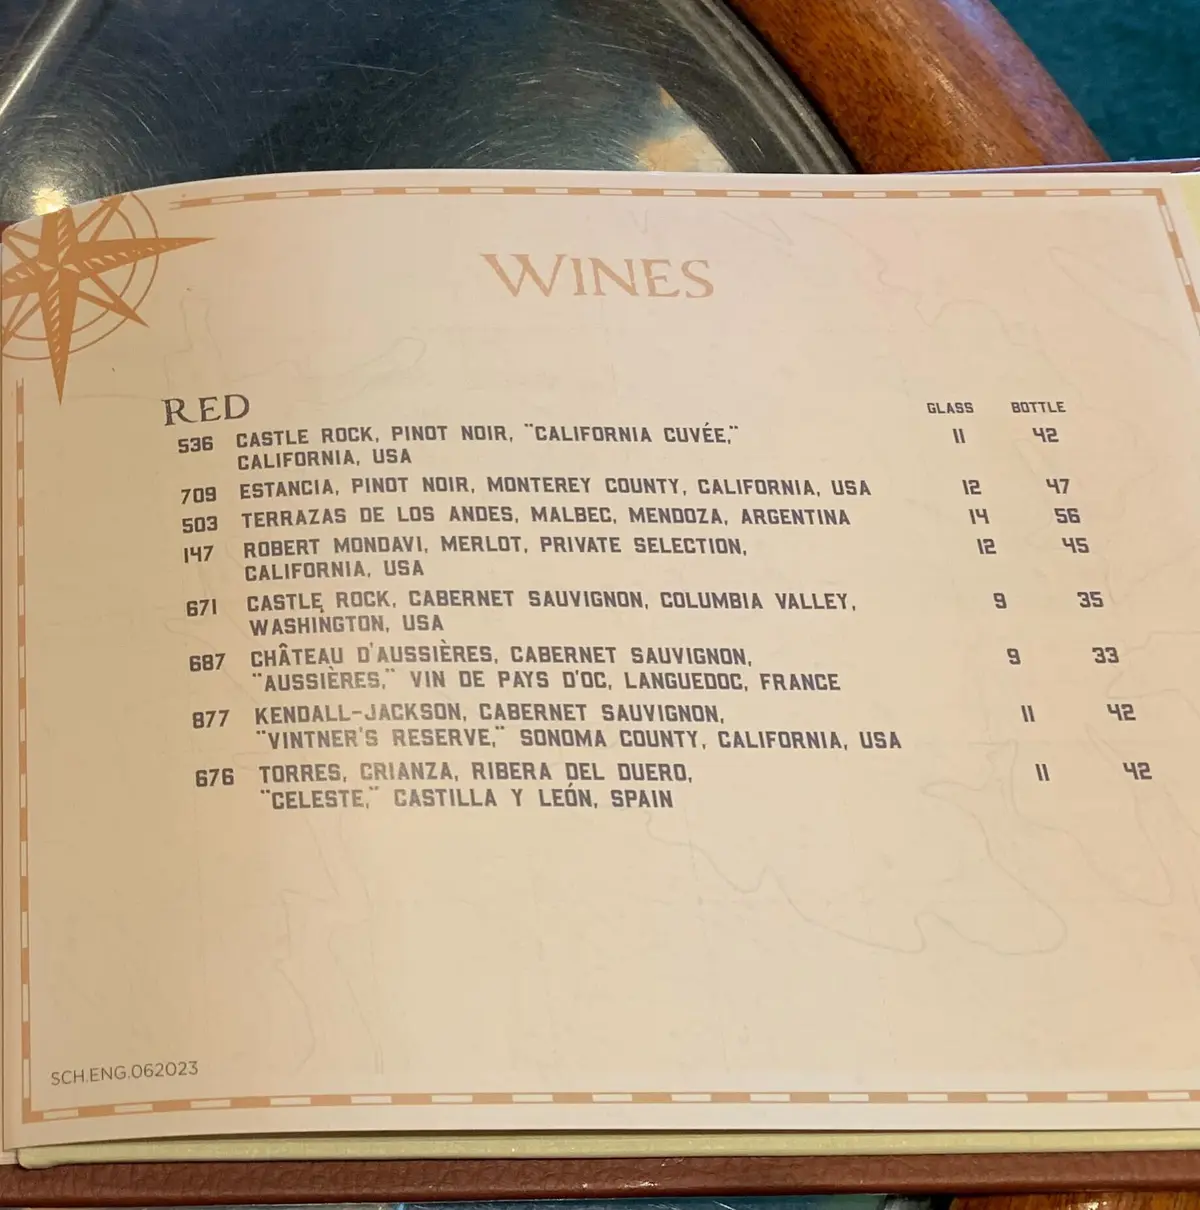 WINES
RED GLASS BOTTLE
536 CASTLE ROCK, PINOT NOIR, "CALIFORNIA CUVÉE," 11 42
CALIFORNIA, USA
709 ESTANCIA, PINOT NOIR, MONTEREY COUNTY, CALIFORNIA, USA 12 47
503 TERRAZAS DE LOS ANDES, MALBEC, MENDOZA, ARGENTINA 14 56
147 ROBERT MONDAVI, MERLOT, PRIVATE SELECTION, 12 45
CALIFORNIA, USA
671 CASTLE ROCK, CABERNET SAUVIGNON, COLUMBIA VALLEY, 9 35
WASHINGTON, USA
687 CHÂTEAU D'AUSSIÈRES, CABERNET SAUVIGNON, 9 33
"AUSSIÈRES," VIN DE PAYS D'OC, LANGUEDOC, FRANCE
877 KENDALL-JACKSON, CABERNET SAUVIGNON, 11 42
"VINTNER'S RESERVE," SONOMA COUNTY, CALIFORNIA, USA
676 TORRES, CRIANZA, RIBERA DEL DUERO, 11 42
"CELESTE," CASTILLA Y LEÓN, SPAIN
SCH.ENG.062023